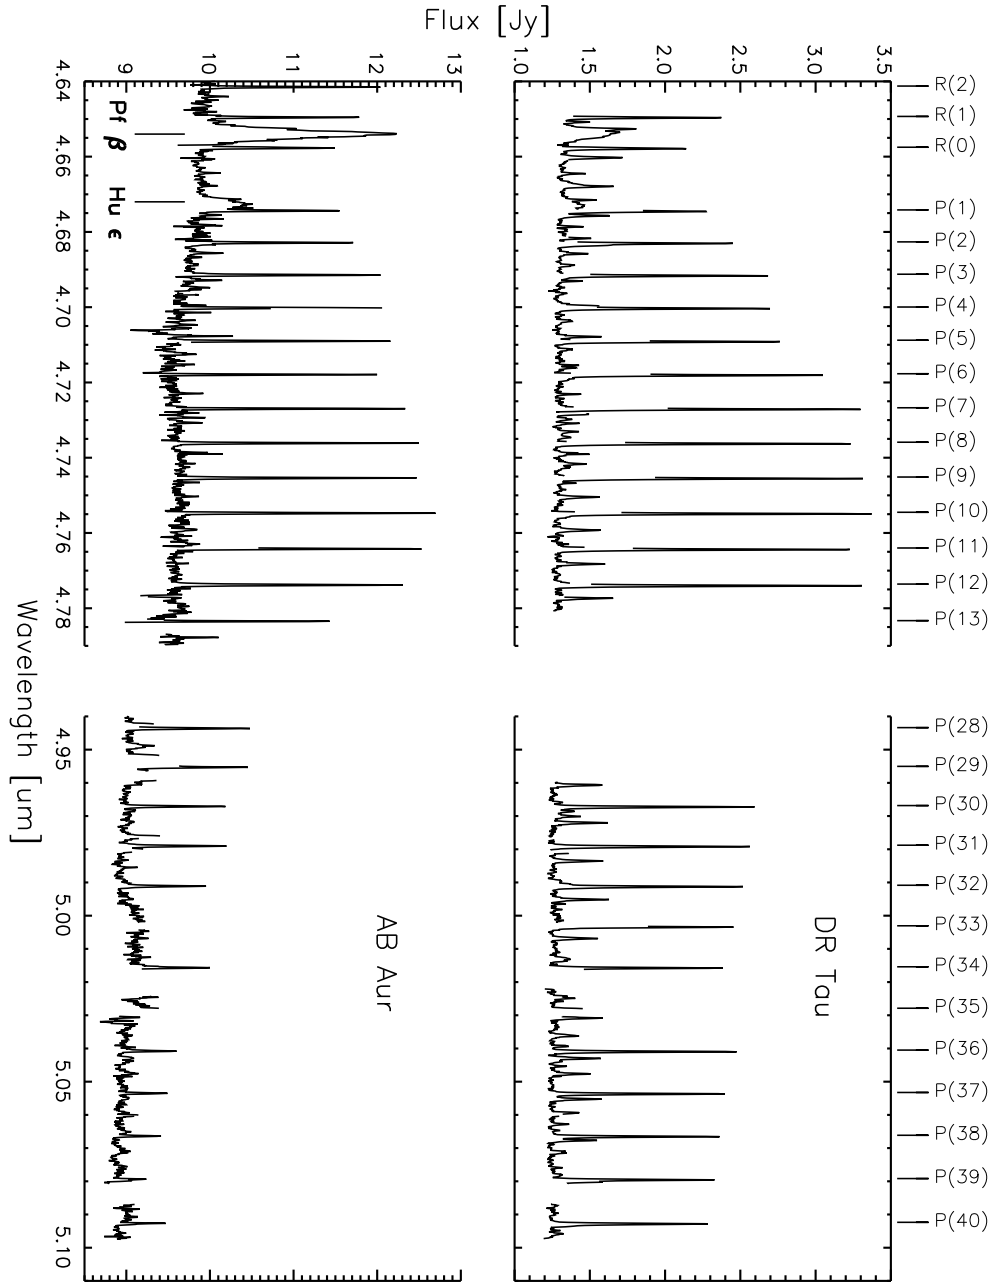 Flux [Jy]
1.0
1.5
2.0
2.5
3.0
3.5
9
10
11
12
13
R(2)
R(1)
R(0)
P(1)
P(2)
P(3)
P(4)
P(5)
P(6)
P(7)
P(8)
P(9)
P(10)
P(11)
P(12)
P(13)
P(28)
P(29)
P(30)
P(31)
P(32)
P(33)
P(34)
P(35)
P(36)
P(37)
P(38)
P(39)
P(40)
DR Tau
AB Aur
Pf β
Hu ε
4.64
4.66
4.68
4.70
4.72
4.74
4.76
4.78
4.95
5.00
5.05
5.10
Wavelength [um]